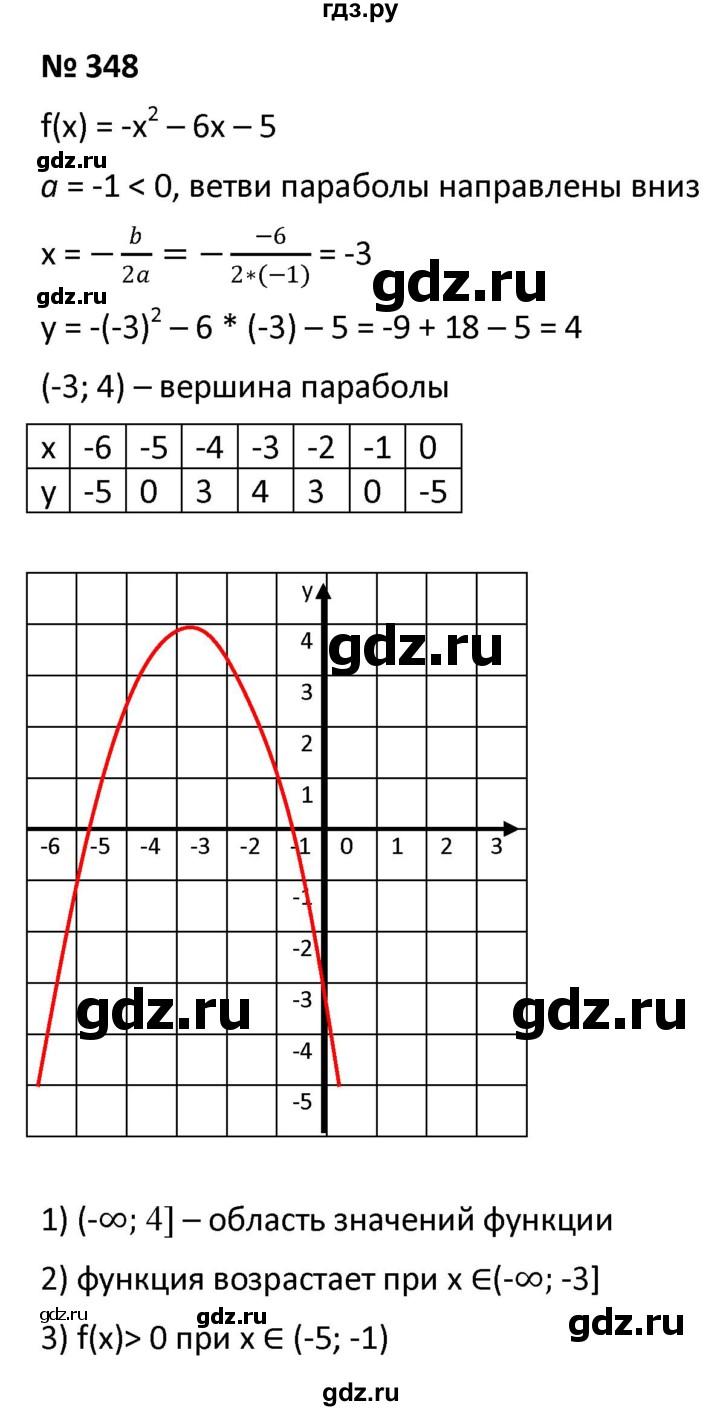 гдз.ру
№ 348
f(x) = -x² – 6x – 5
gdz.ru
a = -1 < 0, ветви параболы направлены вниз
x = − b/2a = − −6/2∗(−1) = -3
gdz.ru
gdz.ru
y = -(-3)² – 6 * (-3) – 5 = -9 + 18 – 5 = 4
(-3; 4) – вершина параболы
x -6 -5 -4 -3 -2 -1 0
y -5 0 3 4 3 0 -5
y
4
gdz.ru
3
2
1
-6 -5 -4 -3 -2 -1 0 1 2 3
-1
-2
-3
gdz.ru
gdz.ru
-4
-5
1) (-∞; 4] – область значений функции
2) функция возрастает при x ∈(-∞; -3]
gdz.ru
gdz.ru
gdz.ru
3) f(x)> 0 при x ∈ (-5; -1)
gdz.ru